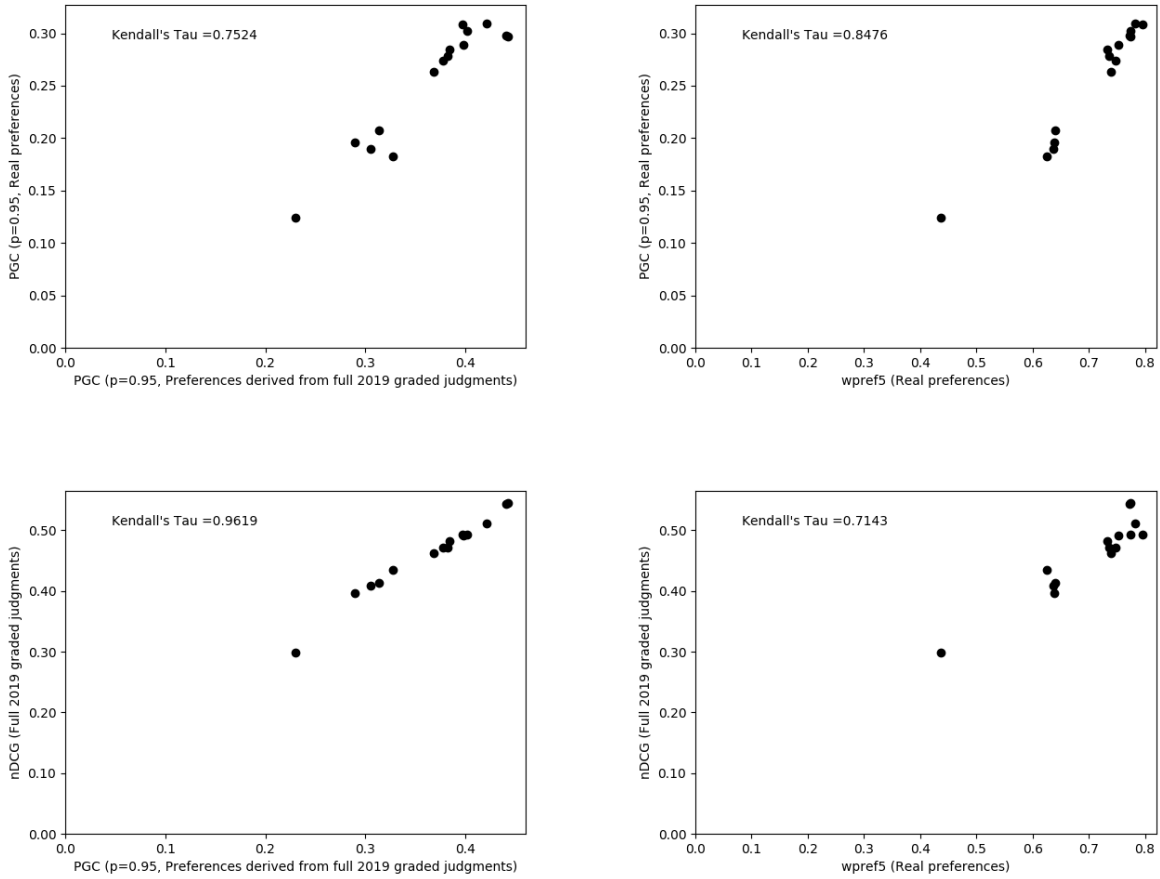 Kendall's Tau =0.7524
PGC (p=0.95, Real preferences)
0.30
0.25
0.20
0.15
0.10
0.05
0.00
0.0 0.1 0.2 0.3 0.4
PGC (p=0.95, Preferences derived from full 2019 graded judgments)
Kendall's Tau =0.8476
PGC (p=0.95, Real preferences)
0.30
0.25
0.20
0.15
0.10
0.05
0.00
0.0 0.1 0.2 0.3 0.4 0.5 0.6 0.7 0.8
wpref5 (Real preferences)
Kendall's Tau =0.9619
nDCG (Full 2019 graded judgments)
0.50
0.40
0.30
0.20
0.10
0.00
0.0 0.1 0.2 0.3 0.4
PGC (p=0.95, Preferences derived from full 2019 graded judgments)
Kendall's Tau =0.7143
nDCG (Full 2019 graded judgments)
0.50
0.40
0.30
0.20
0.10
0.00
0.0 0.1 0.2 0.3 0.4 0.5 0.6 0.7 0.8
wpref5 (Real preferences)